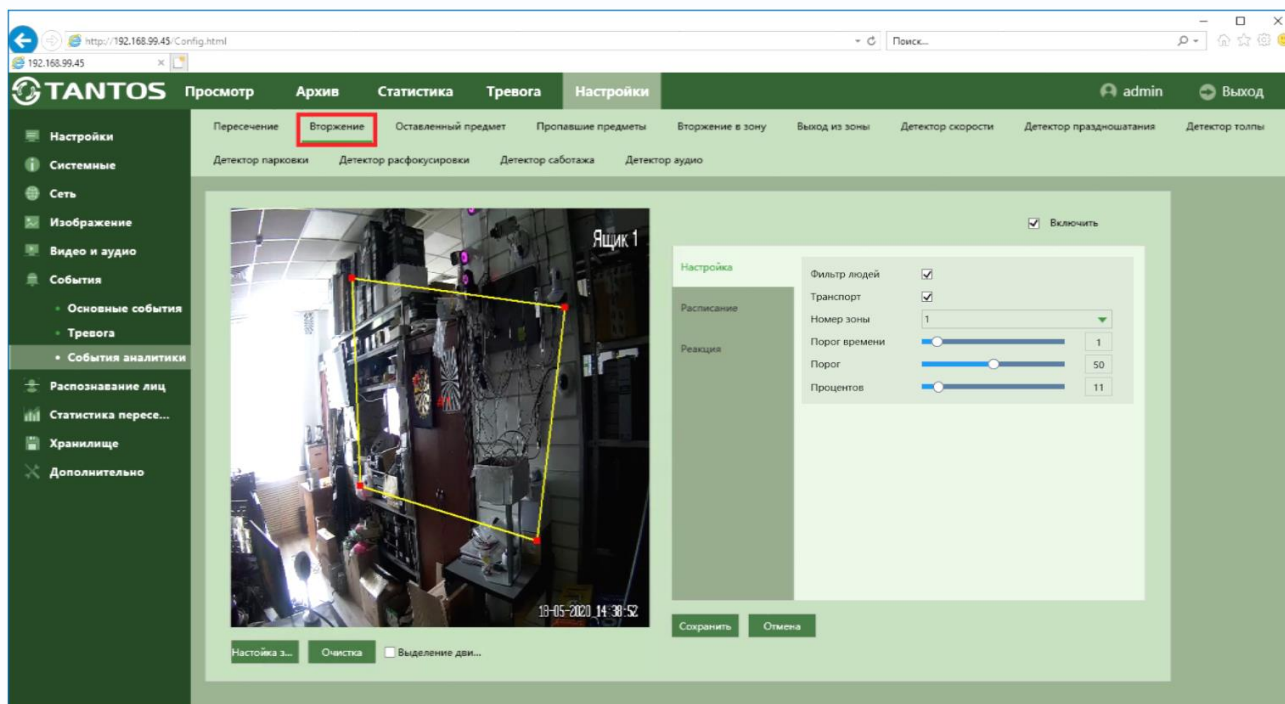 http://192.168.99.45/Config.html
Поиск...
192.168.99.45
TANTOS Просмотр Архив Статистика Тревога Настройки admin Выход
Настройки
Системные
Сеть
Изображение
Видео и аудио
События
Основные события
Тревога
События аналитики
Распознавание лиц
Статистика пересе...
Хранилище
Дополнительно
Пересечение Вторжение Оставленный предмет Пропавшие предметы Вторжение в зону Выход из зоны Детектор скорости Детектор праздношатания Детектор толпы
Детектор парковки Детектор расфокусировки Детектор саботажа Детектор аудио
Ящик 1
#1
19-05-2020 14:38:52
Настойка з... Очистка Выделение дви...
Включить
Настройка
Расписание
Реакция
Фильтр людей
Транспорт
Номер зоны 1
Порог времени 1
Порог 50
Процентов 11
Сохранить Отмена